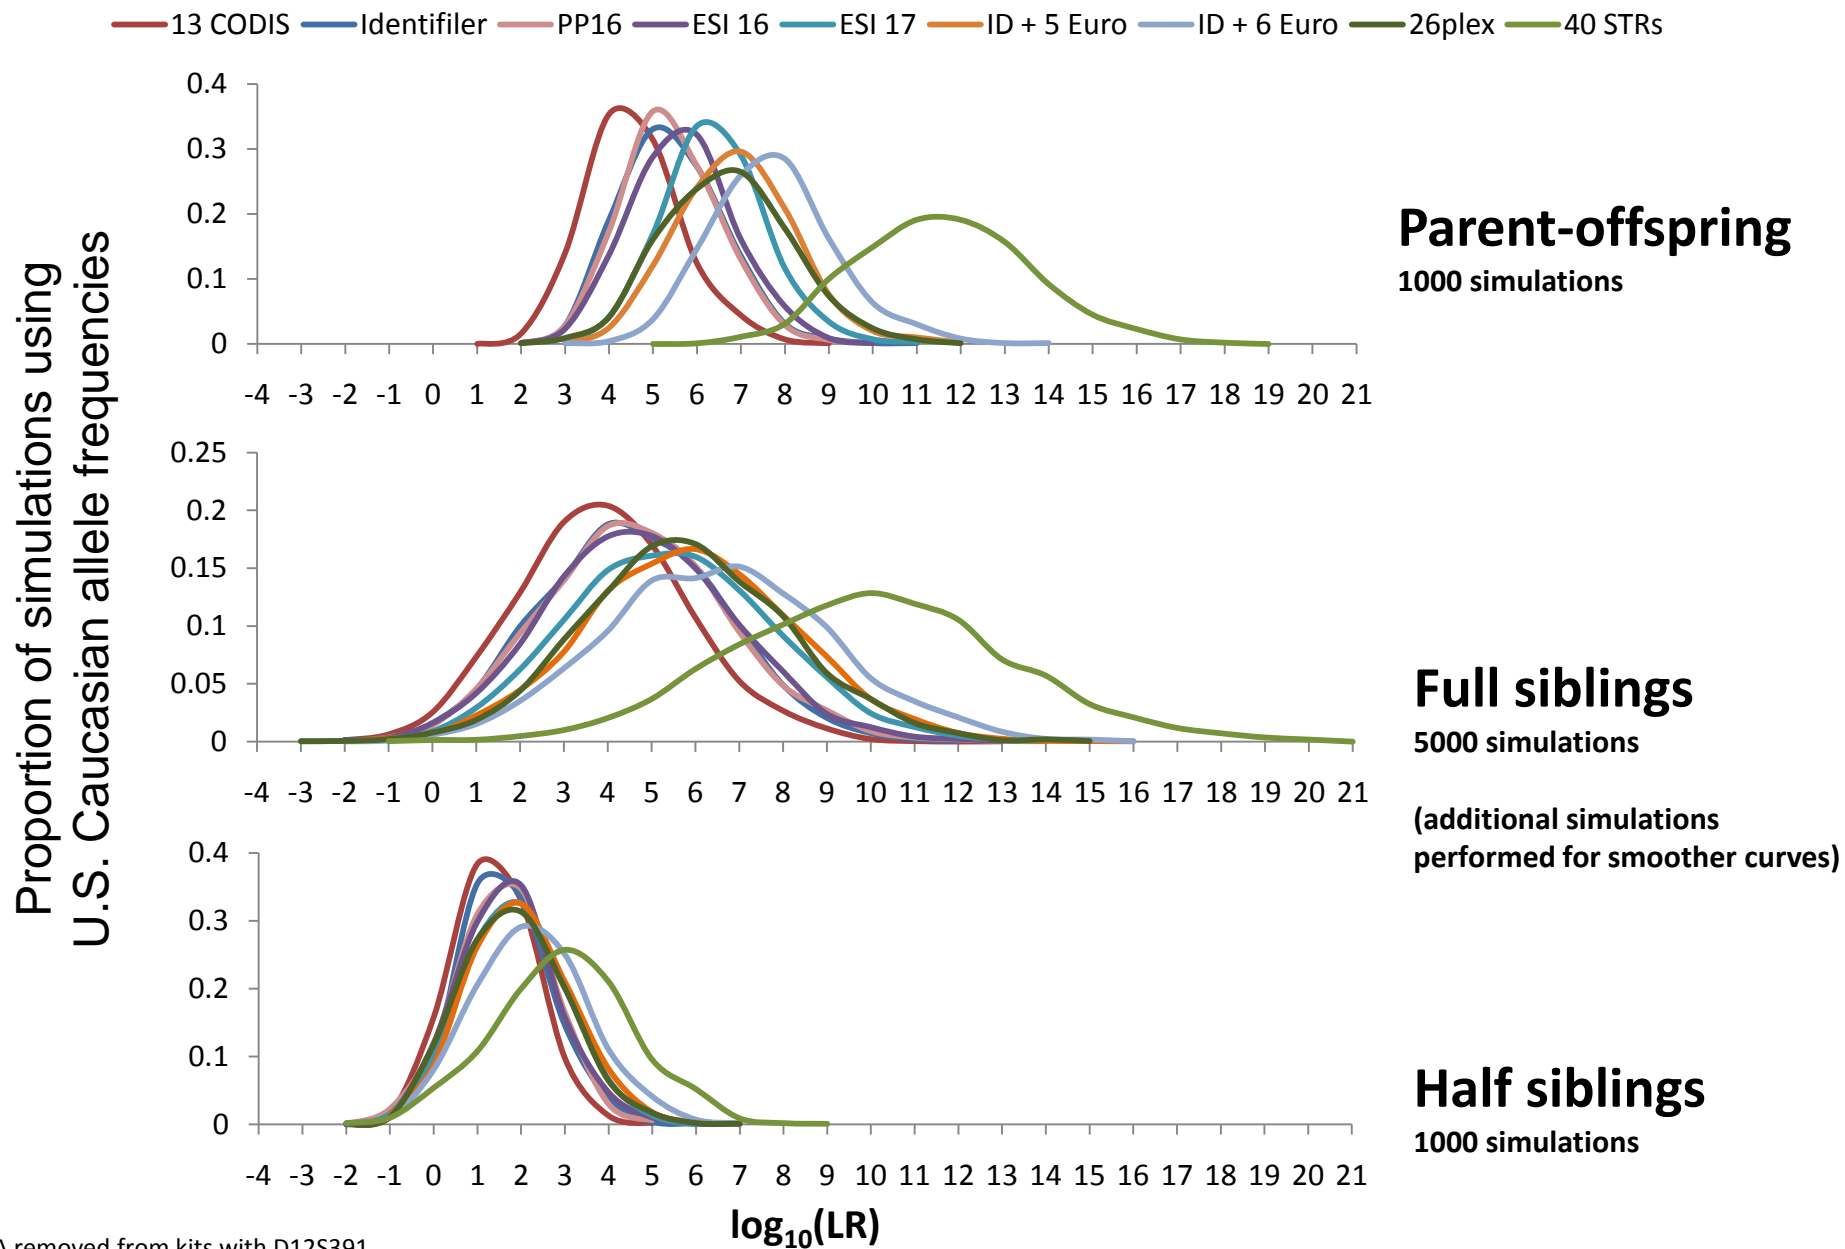 13 CODIS Identifiler PP16 ESI 16 ESI 17 ID + 5 Euro ID + 6 Euro 26plex 40 STRs
Proportion of simulations using
U.S. Caucasian allele frequencies
0.4
0.3
0.2
0.1
0
-4 -3 -2 -1 0 1 2 3 4 5 6 7 8 9 10 11 12 13 14 15 16 17 18 19 20 21
Parent-offspring
1000 simulations
0.25
0.2
0.15
0.1
0.05
0
-4 -3 -2 -1 0 1 2 3 4 5 6 7 8 9 10 11 12 13 14 15 16 17 18 19 20 21
Full siblings
5000 simulations
(additional simulations
performed for smoother curves)
0.4
0.3
0.2
0.1
0
-4 -3 -2 -1 0 1 2 3 4 5 6 7 8 9 10 11 12 13 14 15 16 17 18 19 20 21
Half siblings
1000 simulations
log₁₀(LR)
removed from kits with D12S391